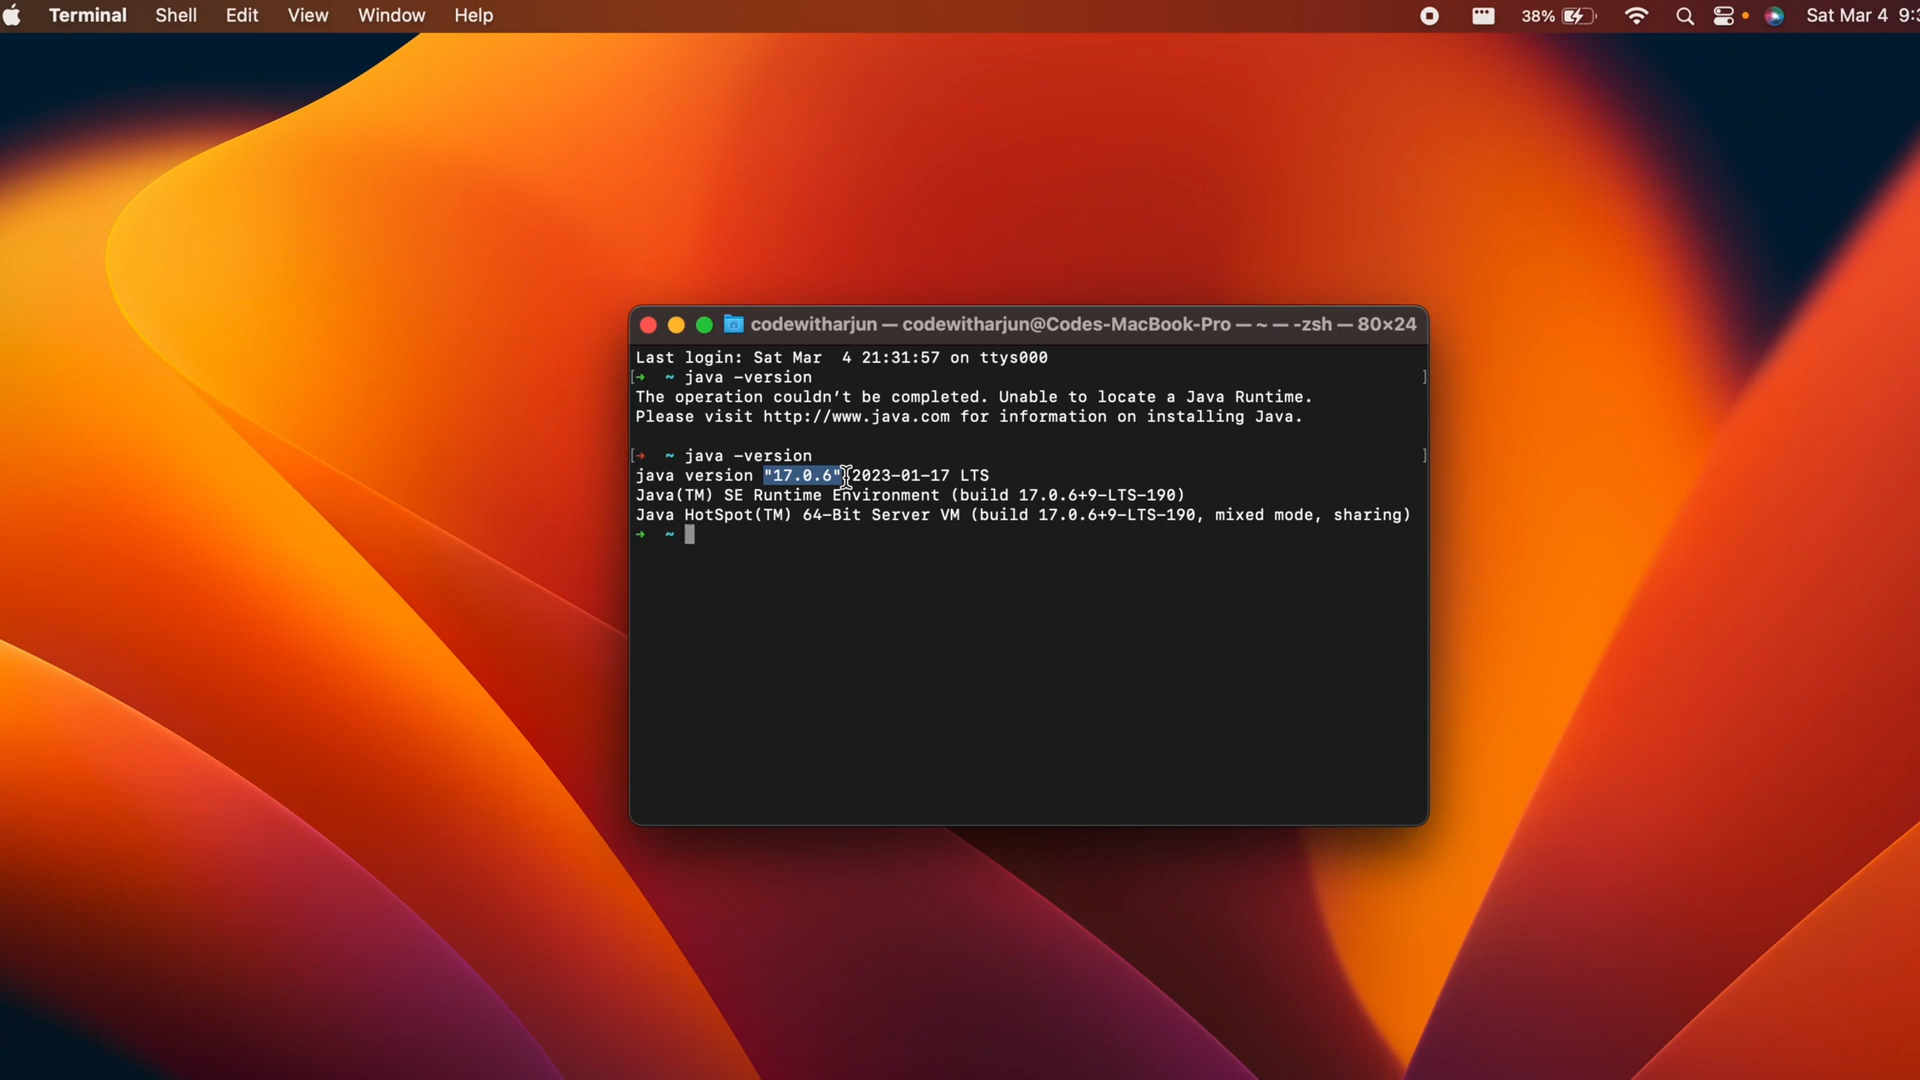 Terminal Shell Edit View Window Help 38% Sat Mar 4 9:3
codewitharjun — codewitharjun@Codes-MacBook-Pro — ~ — -zsh — 80×24
Last login: Sat Mar  4 21:31:57 on ttys000
[➜  ~ java -version ]
The operation couldn’t be completed. Unable to locate a Java Runtime.
Please visit http://www.java.com for information on installing Java.
[➜  ~ java -version ]
java version "17.0.6" 2023-01-17 LTS
Java(TM) SE Runtime Environment (build 17.0.6+9-LTS-190)
Java HotSpot(TM) 64-Bit Server VM (build 17.0.6+9-LTS-190, mixed mode, sharing)
➜  ~